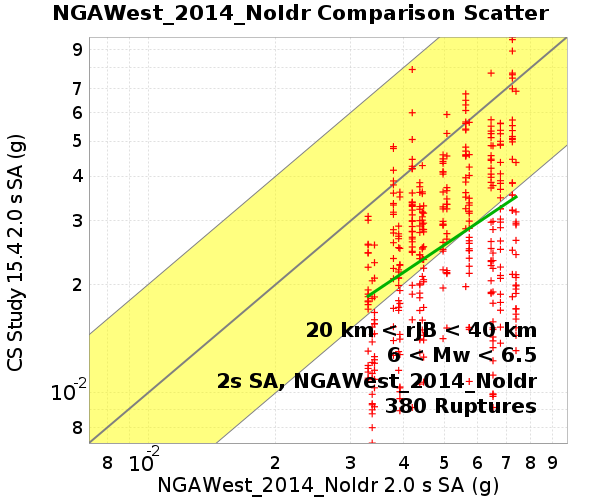 NGAWest_2014_NoIdr Comparison Scatter
CS Study 15.4 2.0 s SA (g)
9
7
6
5
4
3
2
10-2
8
20 km < rJB < 40 km
6 < Mw < 6.5
2s SA, NGAWest_2014_NoIdr
380 Ruptures
8 10-2 2 3 4 5 6 7 8 9
NGAWest_2014_NoIdr 2.0 s SA (g)